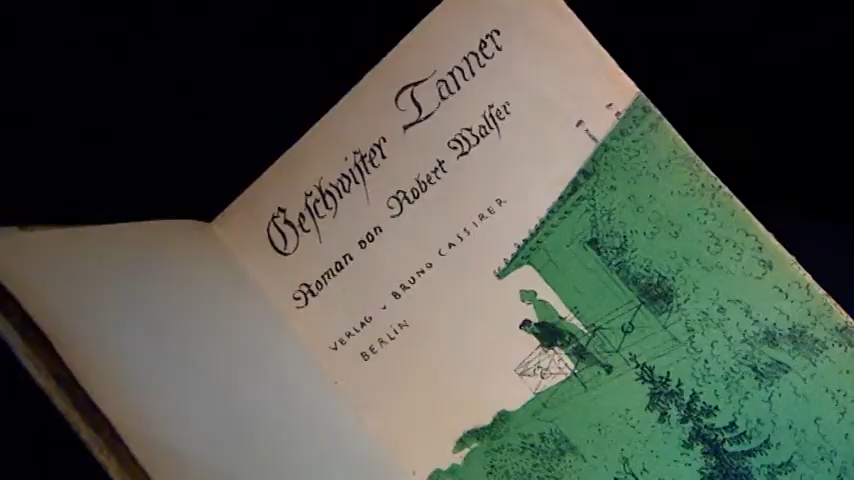 Geschwister Tanner
Roman von Robert Walser
VERLAG v BRUNO CASSIRER
BERLIN